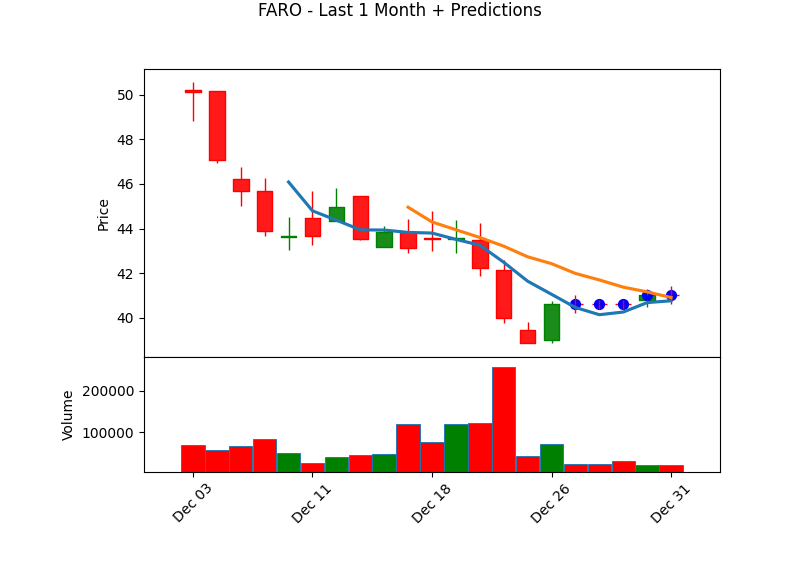 FARO - Last 1 Month + Predictions
50
48
46
44
42
40
Price
200000
100000
Volume
Dec 03
Dec 11
Dec 18
Dec 26
Dec 31